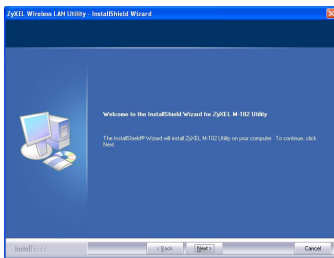 ZyXEL Wireless LAN Utility - InstallShield Wizard
Welcome to the InstallShield Wizard for ZyXEL M-102 Utility
The InstallShield® Wizard will install ZyXEL M-102 Utility on your computer. To continue, click
Next.
InstallShield
< Back
Next >
Cancel